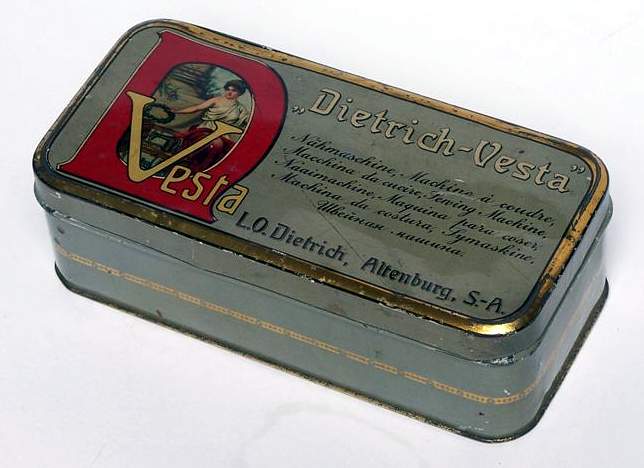 D
Vesta
„Dietrich-Vesta”
Nähmaschine, Machine à coudre,
Macchina da cucire, Sewing Machine,
Naaimachine, Maquina para coser,
Machina da costura, Symaskine,
Швейная машина.
L.O. Dietrich, Altenburg, S.-A.